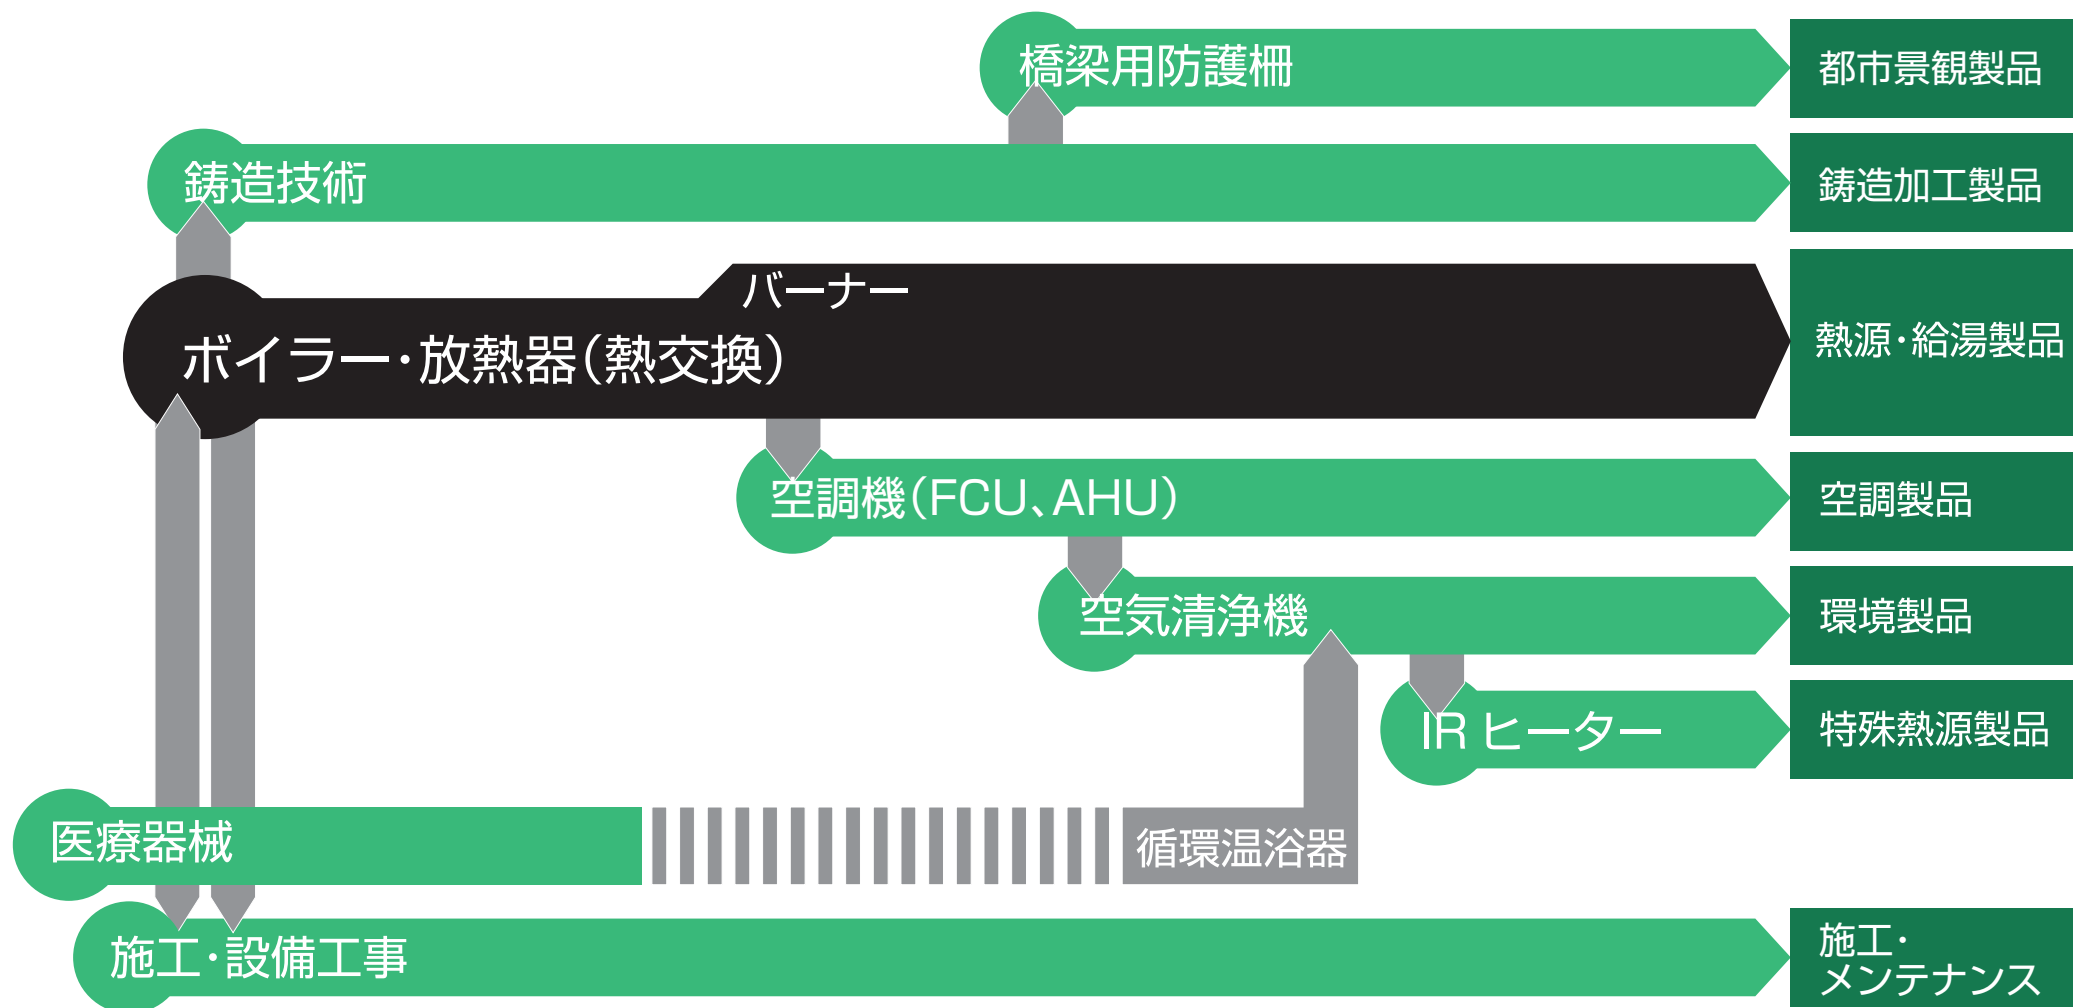 橋梁用防護柵
都市景観製品
鋳造技術
鋳造加工製品
バーナー
ボイラー・放熱器（熱交換）
熱源・給湯製品
空調機（FCU、AHU）
空調製品
空気清浄機
環境製品
IR ヒーター
特殊熱源製品
医療器械
循環温浴器
施工・設備工事
施工・
メンテナンス